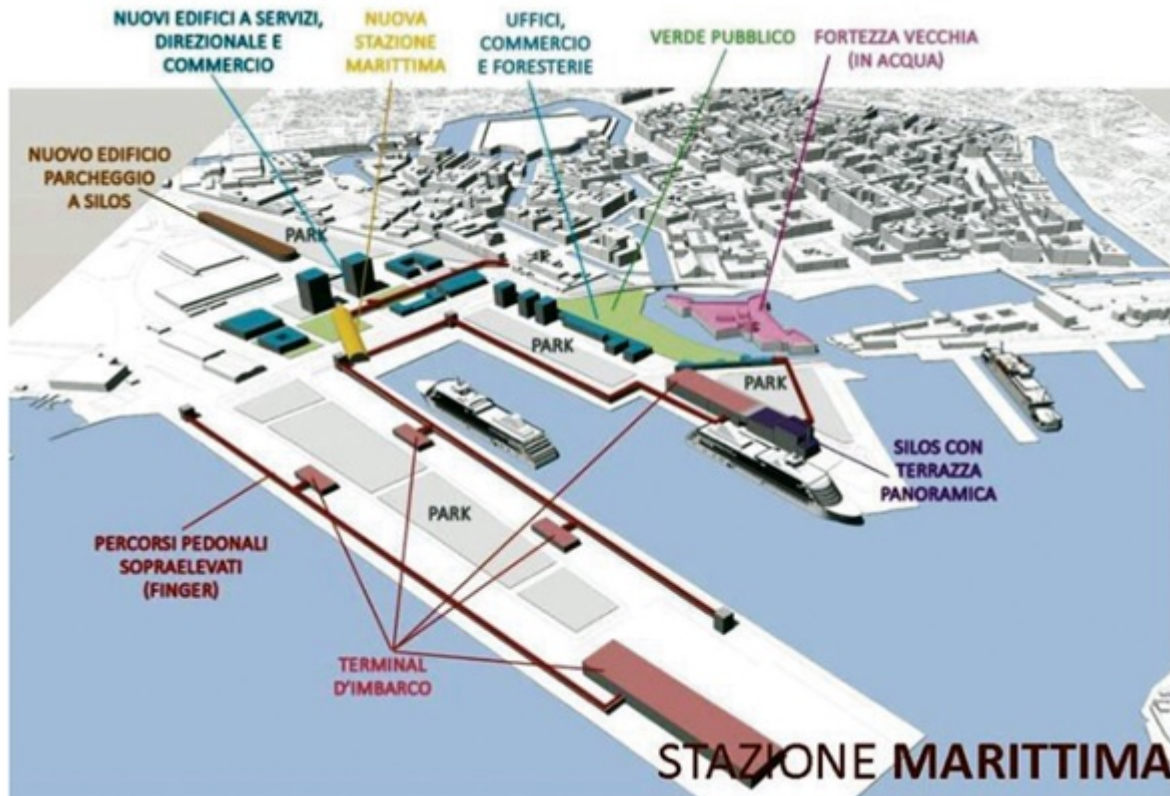 NUOVI EDIFICI A SERVIZI,
DIREZIONALE E
COMMERCIO
NUOVA
STAZIONE
MARITTIMA
UFFICI,
COMMERCIO
E FORESTERIE
VERDE PUBBLICO
FORTEZZA VECCHIA
(IN ACQUA)
NUOVO EDIFICIO
PARCHEGGIO
A SILOS
PARK
PARK
PARK
SILOS CON
TERRAZZA
PANORAMICA
PARK
PERCORSI PEDONALI
SOPRAELEVATI
(FINGER)
TERMINAL
D'IMBARCO
STAZIONE MARITTIMA